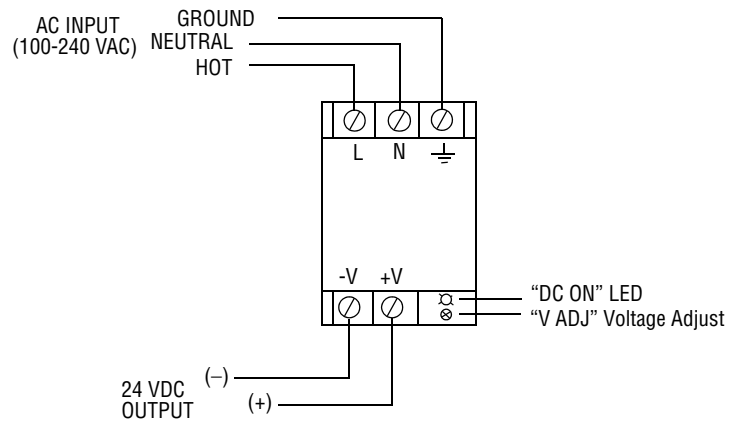 AC INPUT
(100-240 VAC)
GROUND
NEUTRAL
HOT
L N
-V +V
“DC ON” LED
“V ADJ” Voltage Adjust
24 VDC
OUTPUT
(–)
(+)